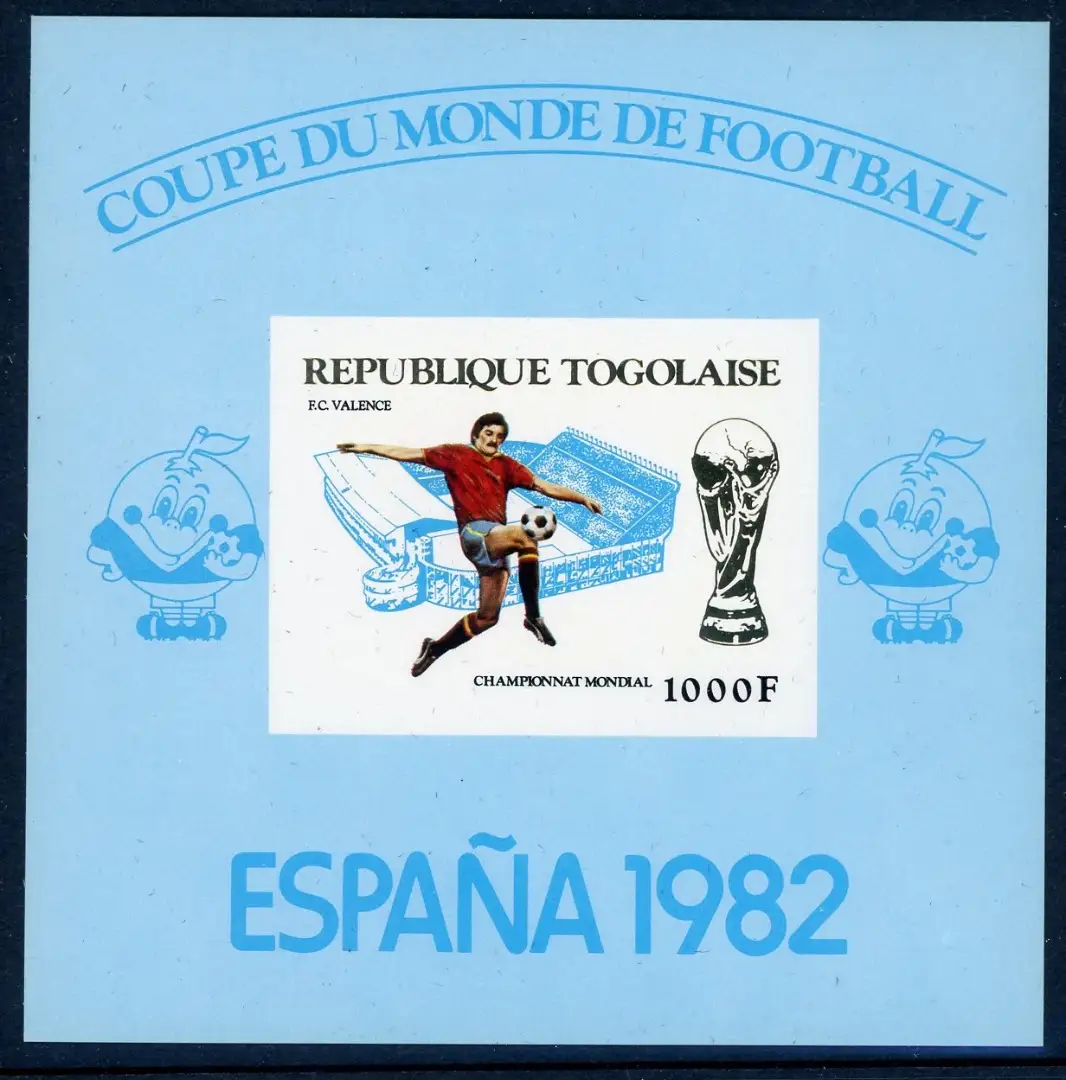 COUPE DU MONDE DE FOOTBALL
REPUBLIQUE TOGOLAISE
F.C. VALENCE
CHAMPIONNAT MONDIAL 1000F
ESPAÑA 1982